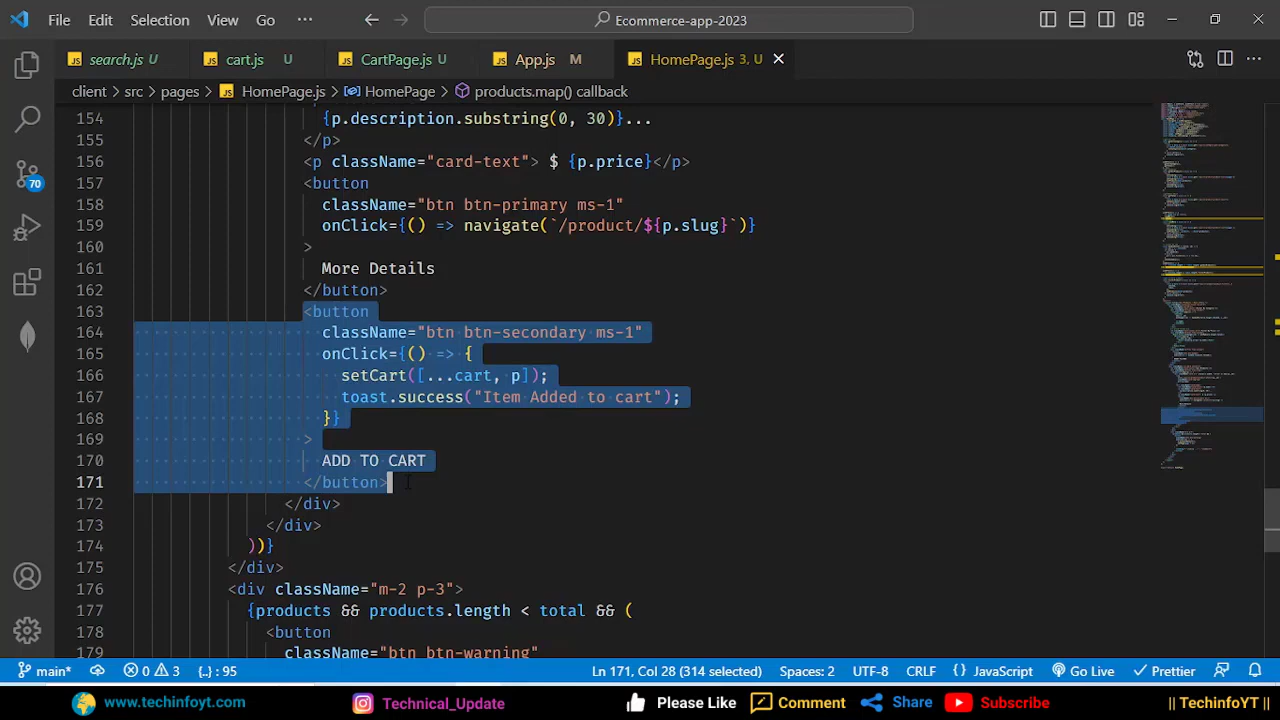 File Edit Selection View Go ··· Ecommerce-app-2023
search.js U cart.js U CartPage.js U App.js M HomePage.js 3, U
client > src > pages > HomePage.js > HomePage > products.map() callback
154 {p.description.substring(0, 30)}...
155 </p>
156 <p className="card-text"> $ {p.price}</p>
157 <button
158 className="btn btn-primary ms-1"
159 onClick={() => navigate(`/product/${p.slug}`)}
160 >
161 More Details
162 </button>
163 <button
164 className="btn btn-secondary ms-1"
165 onClick={() => {
166 setCart([...cart, p]);
167 toast.success("Item Added to cart");
168 }}
169 >
170 ADD TO CART
171 </button>
172 </div>
173 </div>
174 ))}
175 </div>
176 <div className="m-2 p-3">
177 {products && products.length < total && (
178 <button
179 className="btn btn-warning"
70
main* 0 3 {..} : 95 Ln 171, Col 28 (314 selected) Spaces: 2 UTF-8 CRLF {} JavaScript Go Live Prettier
www.techinfoyt.com Technical_Update Please Like Comment Share Subscribe || TechinfoYT ||